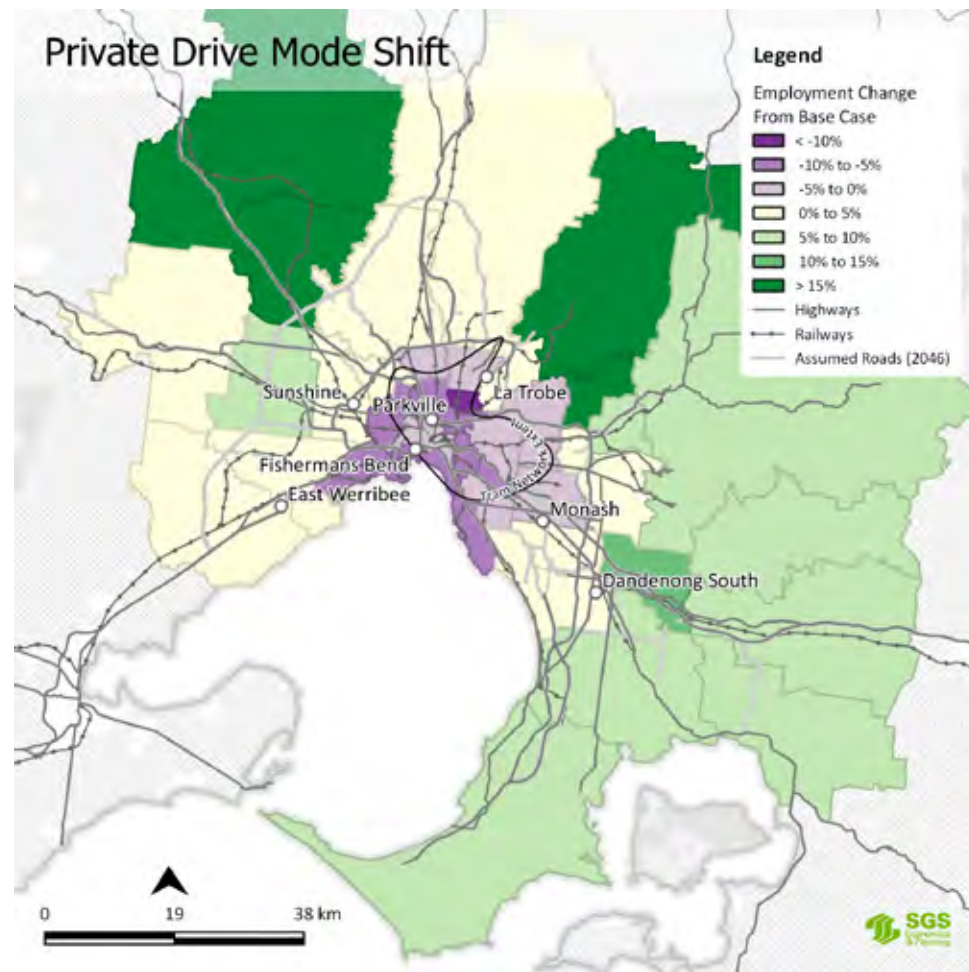 Private Drive Mode Shift
Legend
Employment Change
From Base Case
< -10%
-10% to -5%
-5% to 0%
0% to 5%
5% to 10%
10% to 15%
> 15%
Highways
Railways
Assumed Roads (2046)
Sunshine
Parkville
La Trobe
Fishermans Bend
Tram Network Extent
East Werribee
Monash
Dandenong South
0 19 38 km
SGS
Economics
& Planning